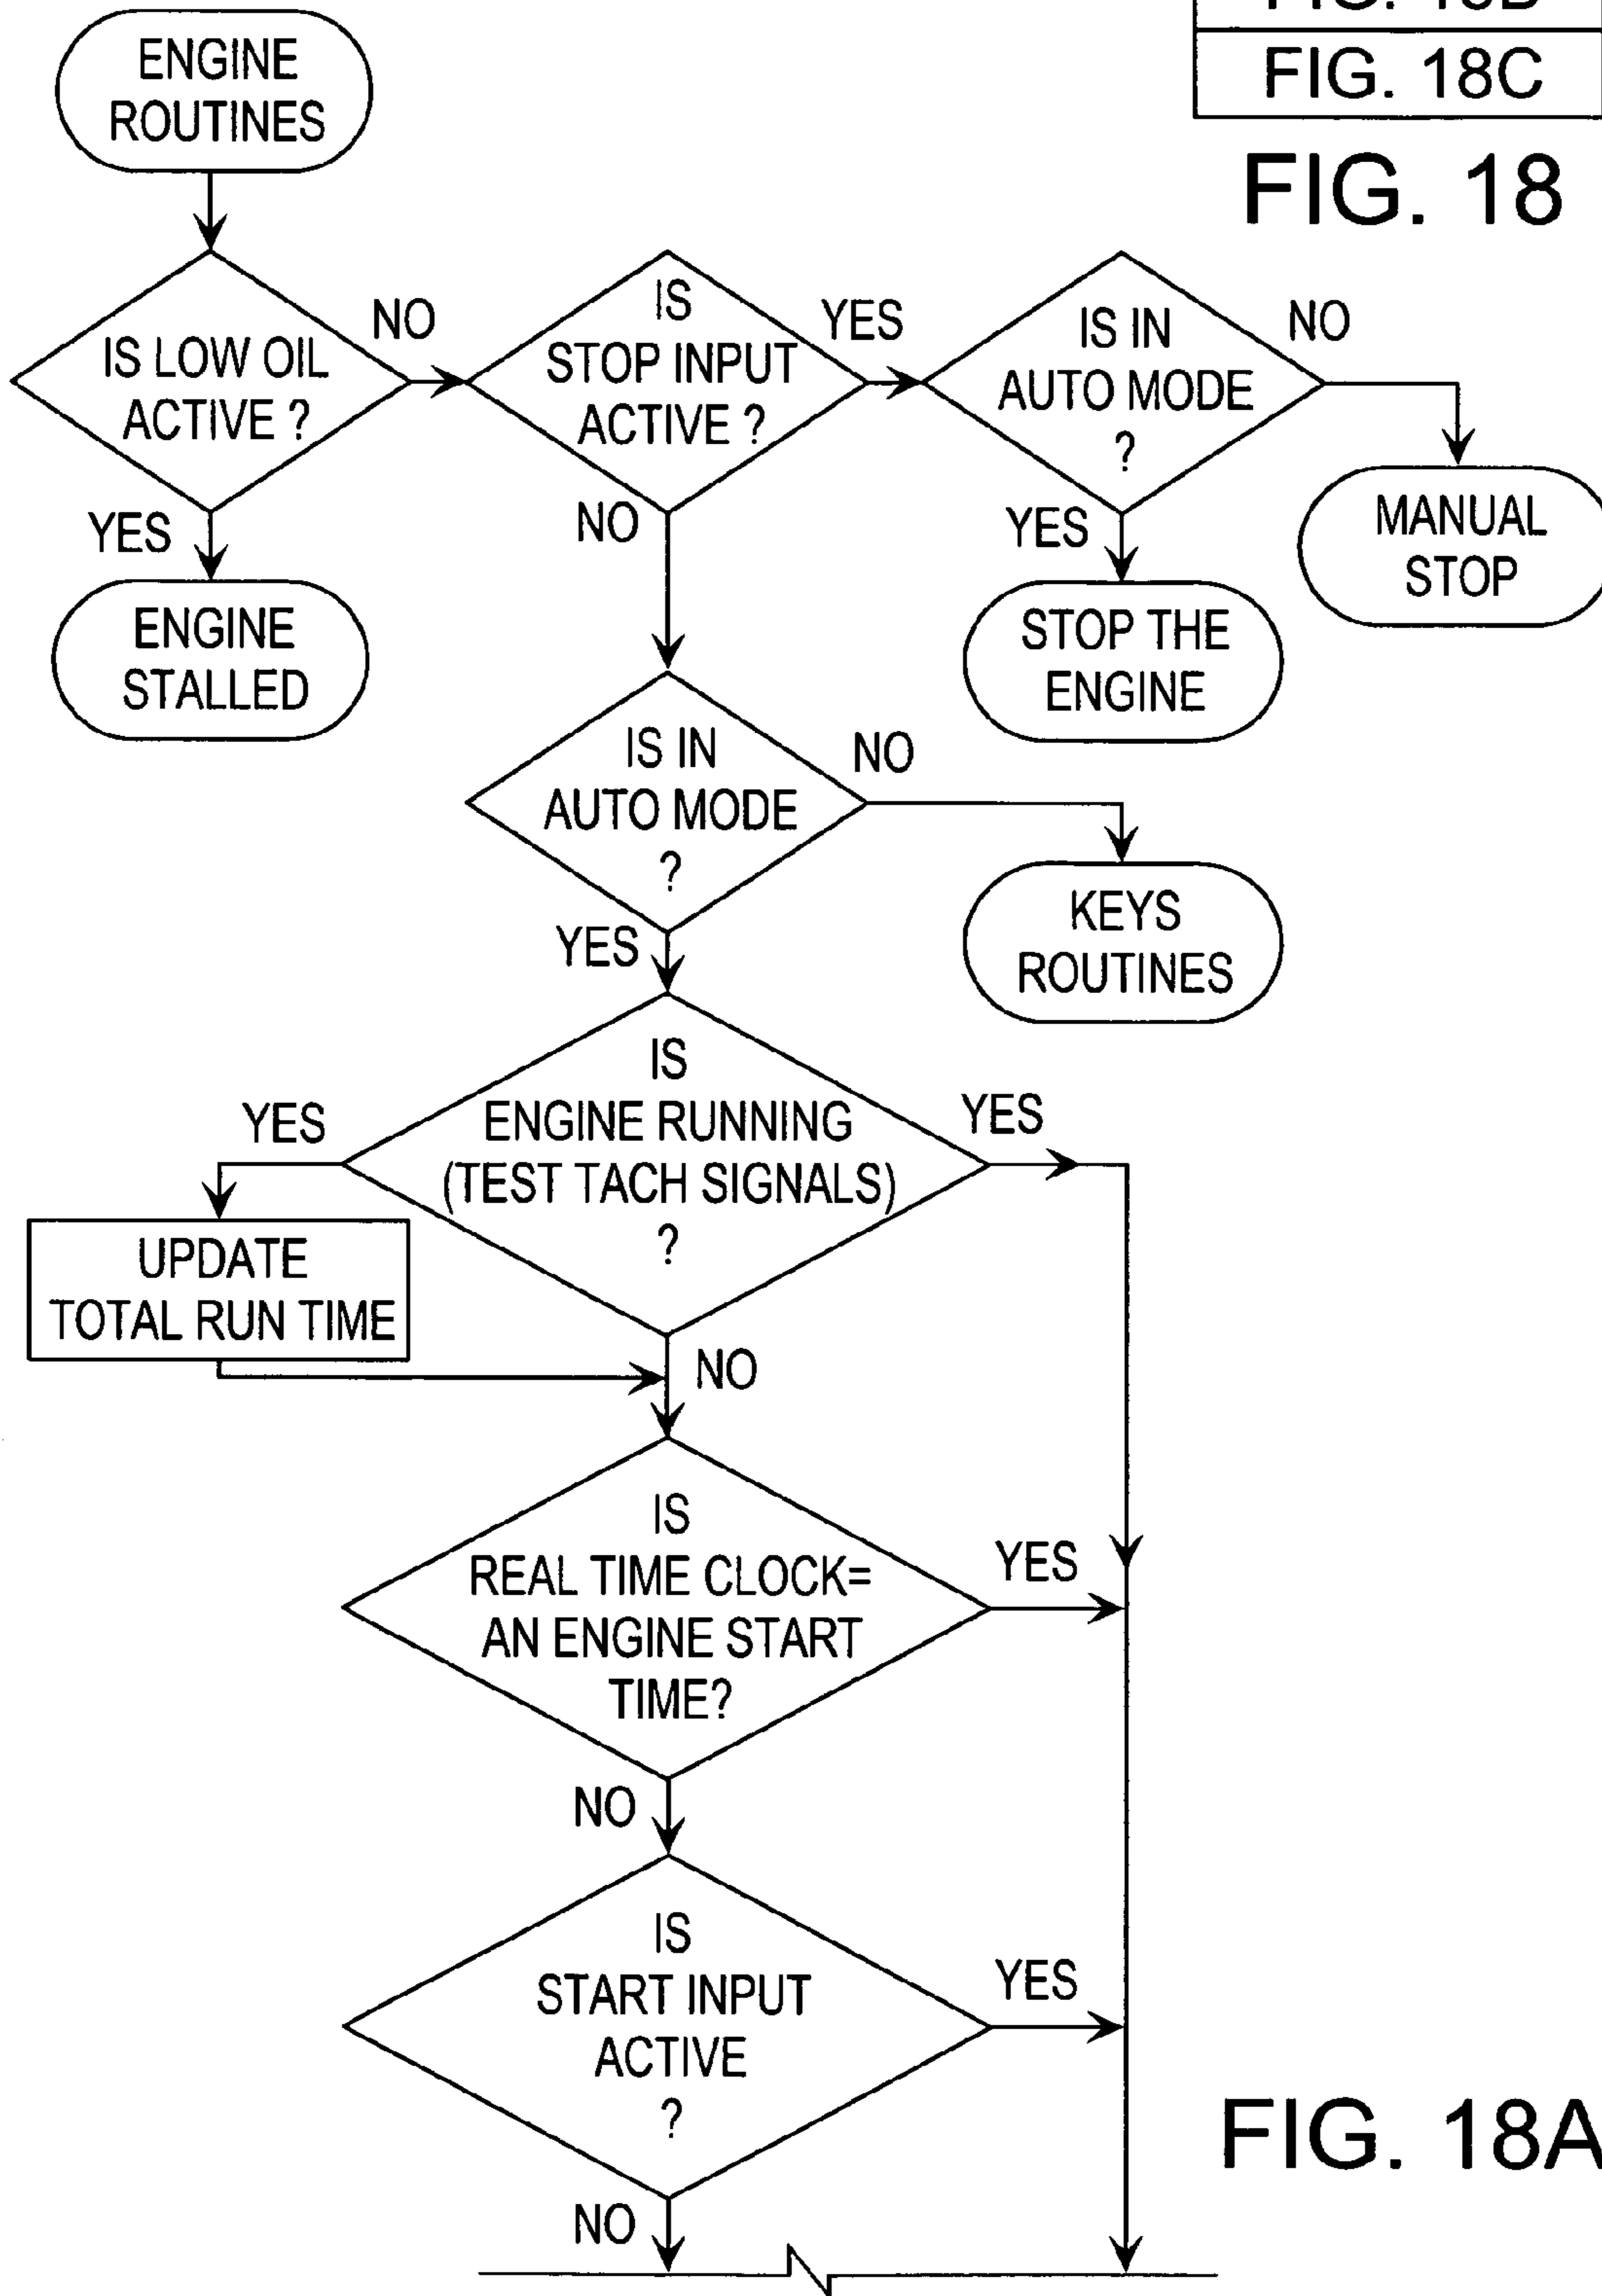 ENGINE
ROUTINES
FIG. 18C
FIG. 18
IS LOW OIL
ACTIVE ?
NO
YES
ENGINE
STALLED
IS
STOP INPUT
ACTIVE ?
YES
NO
IS IN
AUTO MODE
?
NO
YES
MANUAL
STOP
STOP THE
ENGINE
IS IN
AUTO MODE
?
NO
YES
KEYS
ROUTINES
IS
ENGINE RUNNING
(TEST TACH SIGNALS)
?
YES
YES
UPDATE
TOTAL RUN TIME
NO
IS
REAL TIME CLOCK=
AN ENGINE START
TIME?
YES
NO
IS
START INPUT
ACTIVE
?
YES
NO
FIG. 18A